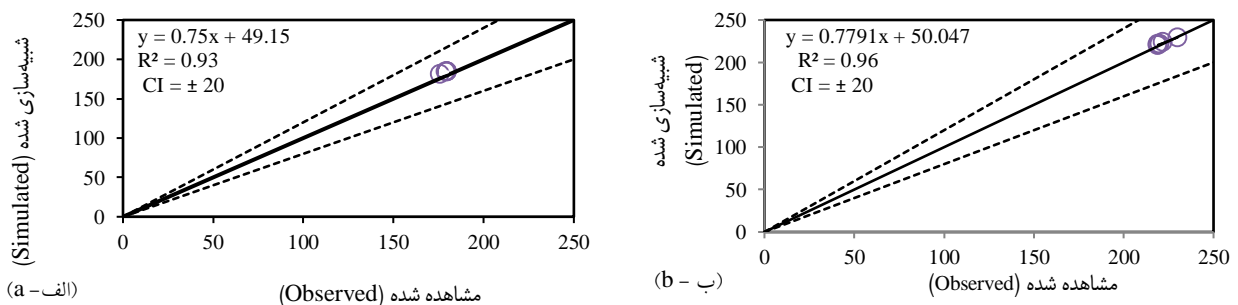 شبیه‌سازی شده (Simulated)
250
200
150
100
50
0
y = 0.75x + 49.15
R² = 0.93
CI = ± 20
0 50 100 150 200 250
مشاهده شده (Observed)
(الف- a)
شبیه‌سازی شده
(Simulated)
250
200
150
100
50
0
y = 0.7791x + 50.047
R² = 0.96
CI = ± 20
0 50 100 150 200 250
مشاهده شده (Observed)
(ب - b)